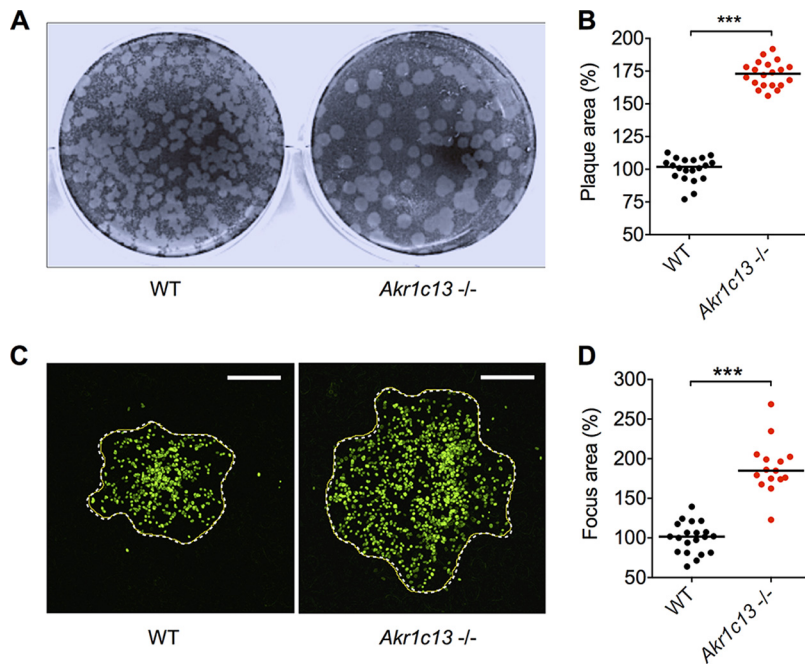 A
WT
Akr1c13 -/-
B
***
Plaque area (%)
200
175
150
125
100
75
50
WT
Akr1c13 -/-
C
WT
Akr1c13 -/-
D
***
Focus area (%)
300
250
200
150
100
50
WT
Akr1c13 -/-